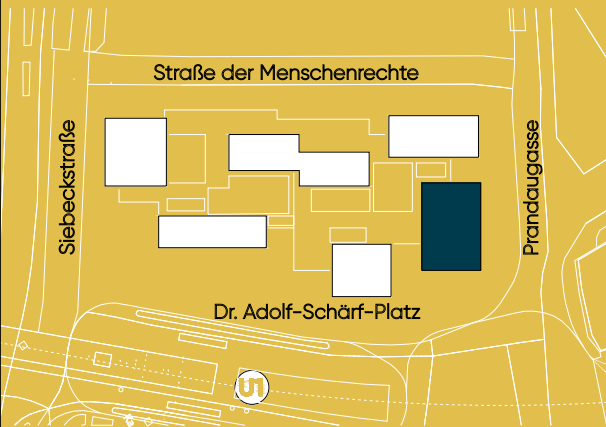 Straße der Menschenrechte
Siebeckstraße
Prandaugasse
Dr. Adolf-Schärf-Platz
U1